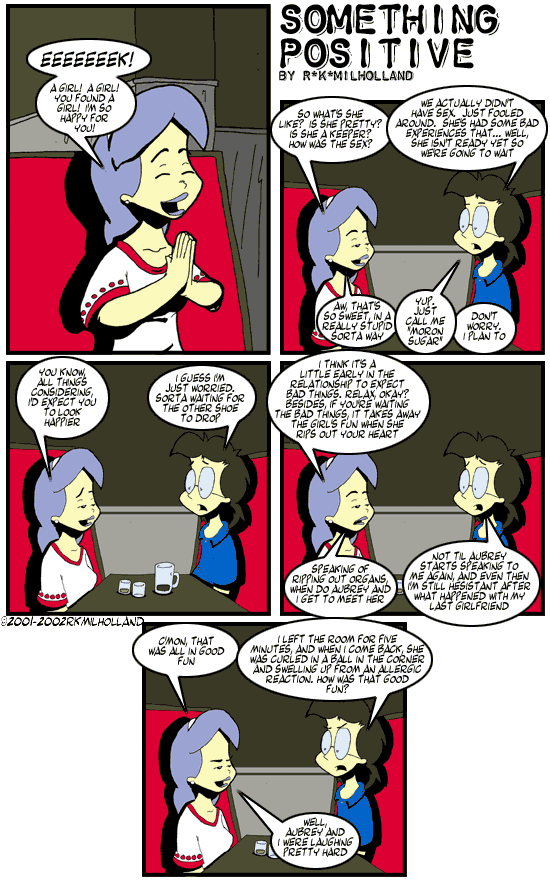 SOMETHING
POSITIVE
BY R*K*MILHOLLAND
EEEEEEEK!
A GIRL! A GIRL!
YOU FOUND A
GIRL! I'M SO
HAPPY FOR
YOU!
SO WHAT'S SHE
LIKE? IS SHE PRETTY?
IS SHE A KEEPER?
HOW WAS THE SEX?
WE ACTUALLY DIDN'T
HAVE SEX. JUST FOOLED
AROUND. SHE'S HAD SOME BAD
EXPERIENCES THAT... WELL,
SHE ISN'T READY YET SO
WE'RE GOING TO WAIT
AW, THAT'S
SO SWEET, IN A
REALLY STUPID
SORTA WAY
YUP.
JUST
CALL ME
"MORON
SUGAR"
DON'T
WORRY.
I PLAN TO
YOU KNOW,
ALL THINGS
CONSIDERING,
I'D EXPECT YOU
TO LOOK
HAPPIER
I GUESS I'M
JUST WORRIED.
SORTA WAITING FOR
THE OTHER SHOE
TO DROP
I THINK IT'S A
LITTLE EARLY IN THE
RELATIONSHIP TO EXPECT
BAD THINGS. RELAX, OKAY?
BESIDES, IF YOU'RE WAITING
THE BAD THINGS, IT TAKES AWAY
THE GIRL'S FUN WHEN SHE
RIPS OUT YOUR HEART
SPEAKING OF
RIPPING OUT ORGANS,
WHEN DO AUBREY AND
I GET TO MEET HER
NOT TIL AUBREY
STARTS SPEAKING TO
ME AGAIN, AND EVEN THEN
I'M STILL HESISTANT AFTER
WHAT HAPPENED WITH MY
LAST GIRLFRIEND
©2001-2002RKMILHOLLAND
C'MON, THAT
WAS ALL IN GOOD
FUN
I LEFT THE ROOM FOR FIVE
MINUTES, AND WHEN I COME BACK, SHE
WAS CURLED IN A BALL IN THE CORNER
AND SWELLING UP FROM AN ALLERGIC
REACTION. HOW WAS THAT GOOD
FUN?
WELL,
AUBREY AND
I WERE LAUGHING
PRETTY HARD